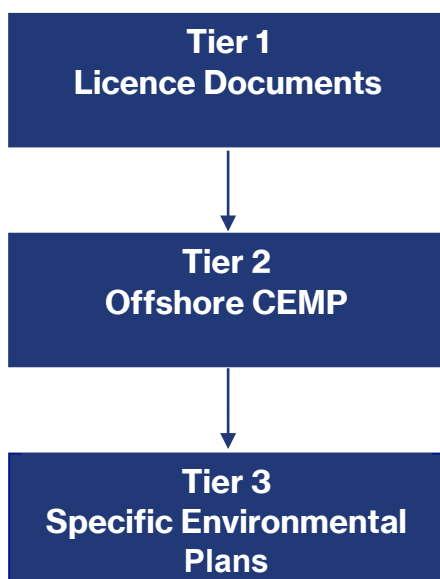 Tier 1
Licence Documents
Tier 2
Offshore CEMP
Tier 3
Specific Environmental
Plans